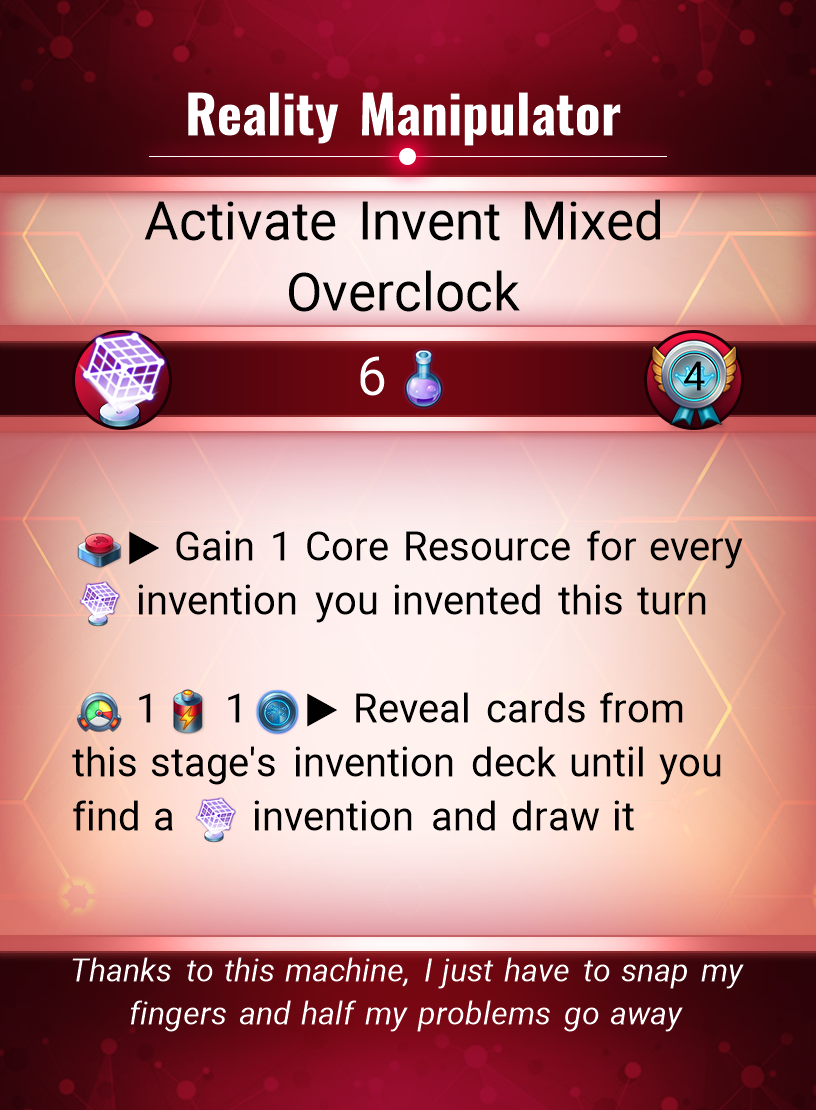 Reality Manipulator
Activate Invent Mixed
Overclock
6
4
Gain 1 Core Resource for every
invention you invented this turn
1 1 Reveal cards from
this stage's invention deck until you
find a invention and draw it
Thanks to this machine, I just have to snap my
fingers and half my problems go away